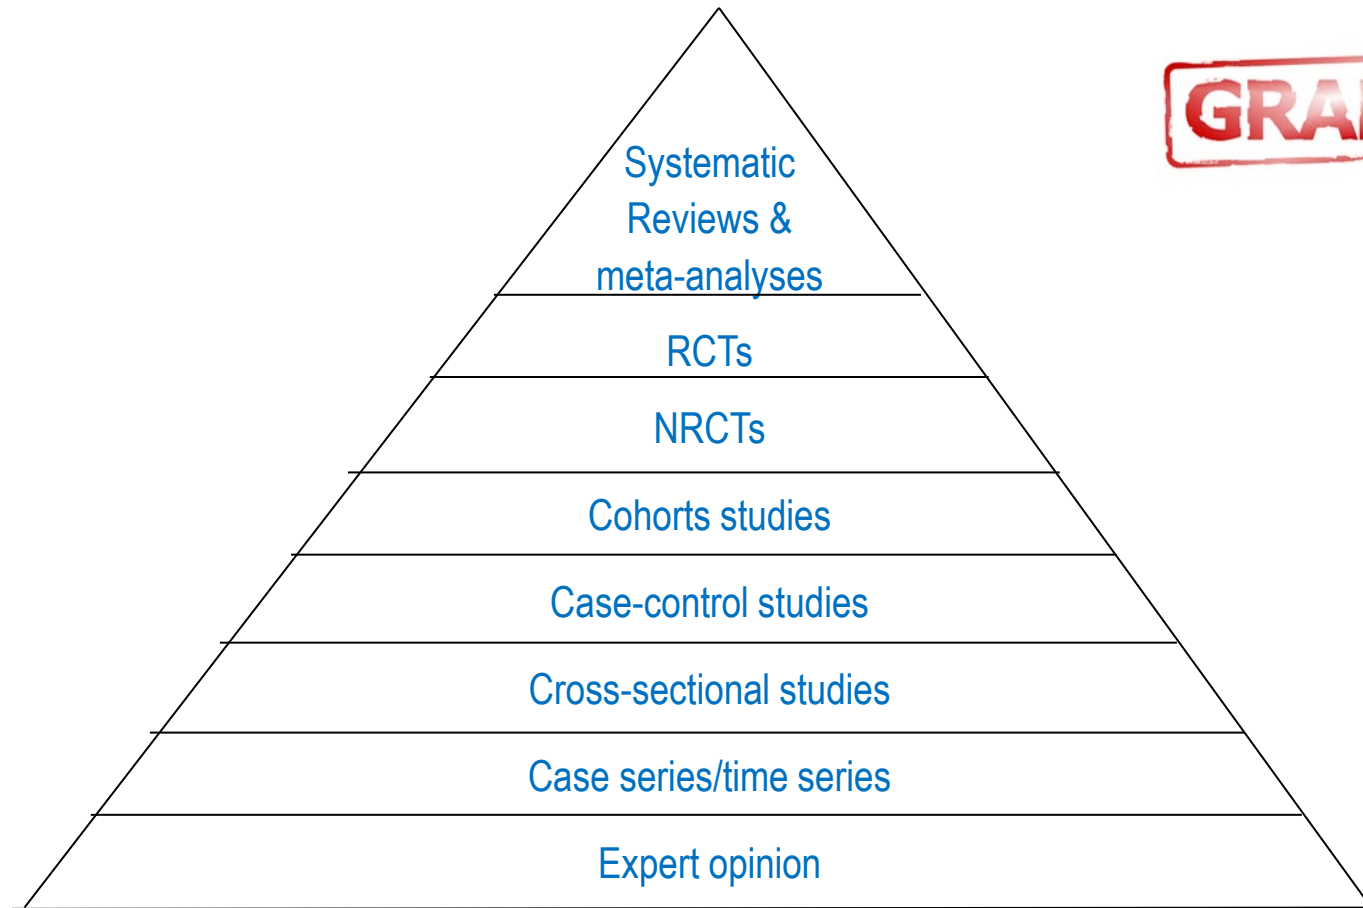 Systematic
Reviews &
meta-analyses
RCTs
NRCTs
Cohorts studies
Case-control studies
Cross-sectional studies
Case series/time series
Expert opinion